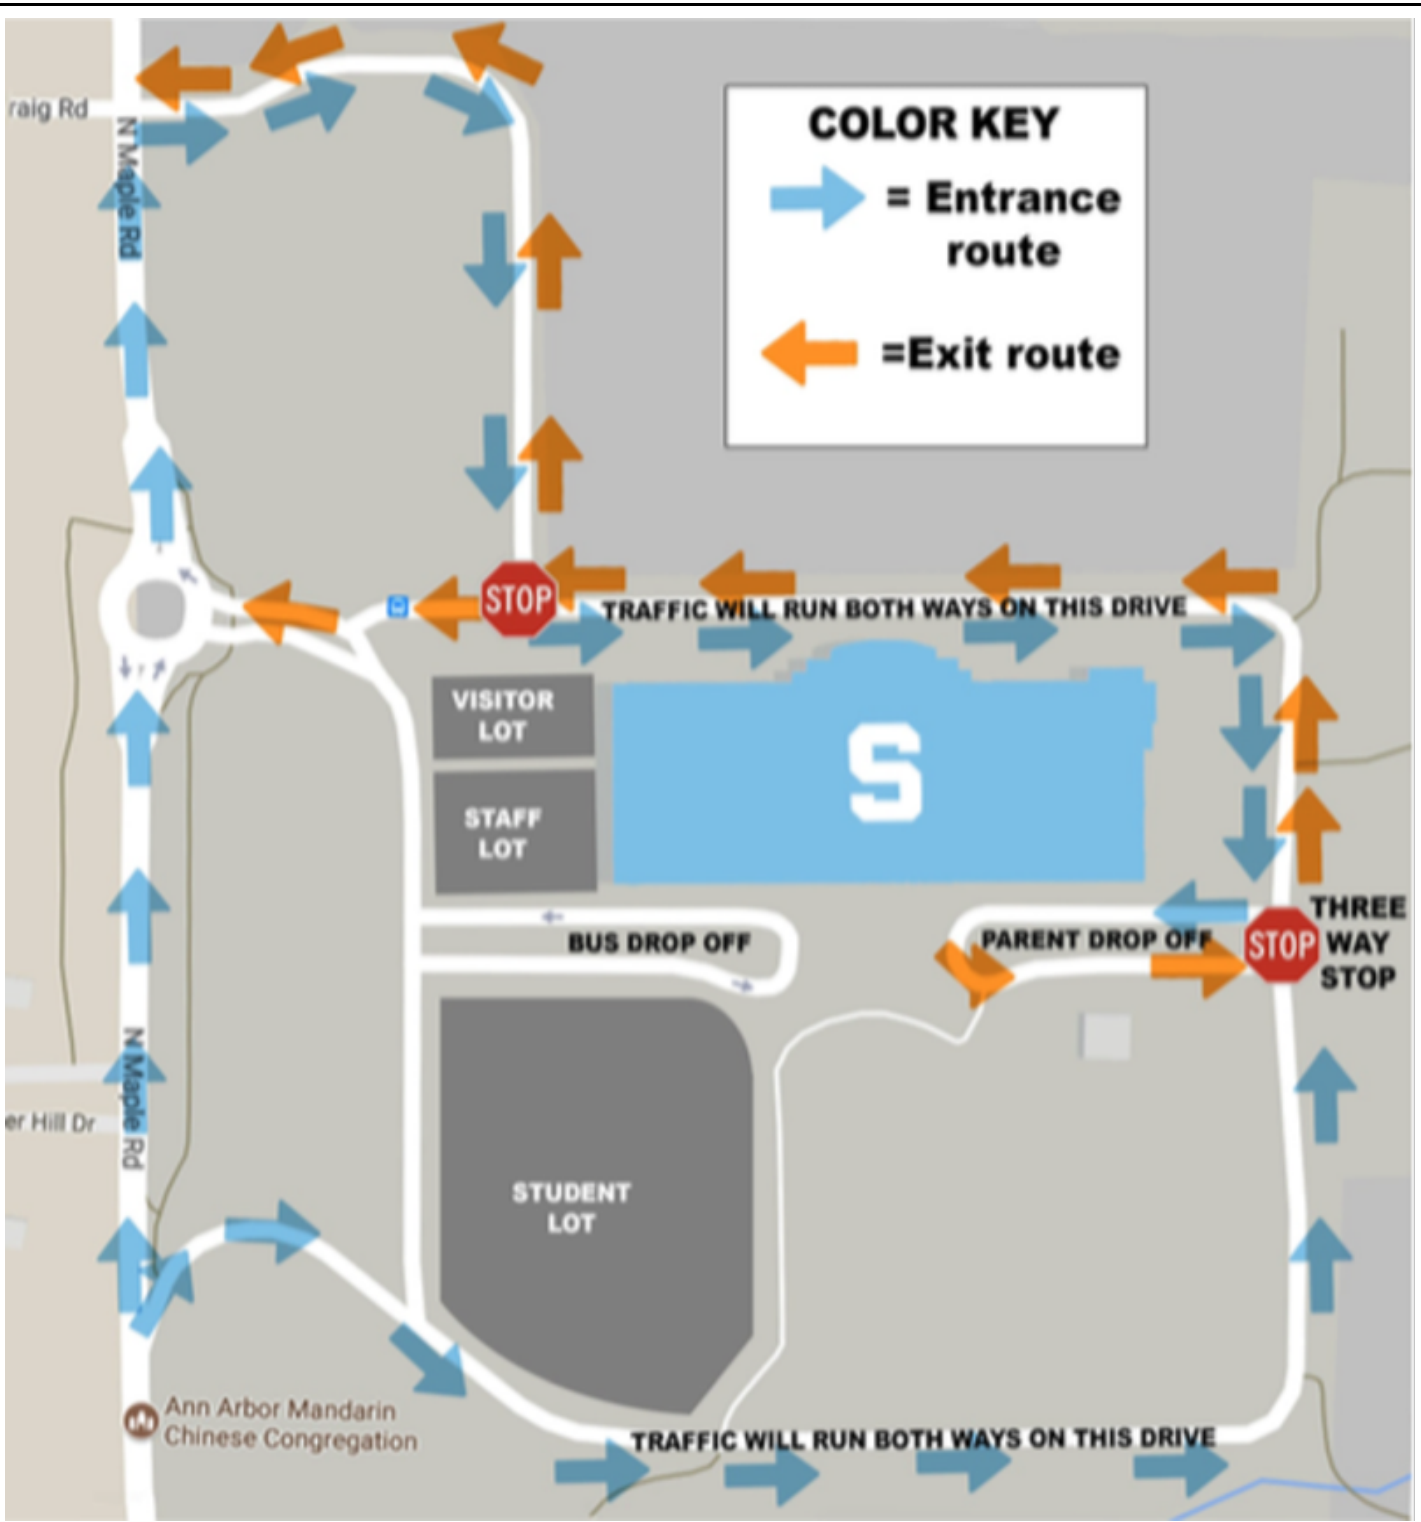 raig Rd
N Maple Rd
COLOR KEY
= Entrance
route
=Exit route
STOP
TRAFFIC WILL RUN BOTH WAYS ON THIS DRIVE
VISITOR
LOT
S
STAFF
LOT
THREE
WAY
STOP
STOP
BUS DROP OFF
PARENT DROP OFF
N Maple Rd
er Hill Dr
STUDENT
LOT
Ann Arbor Mandarin
Chinese Congregation
TRAFFIC WILL RUN BOTH WAYS ON THIS DRIVE